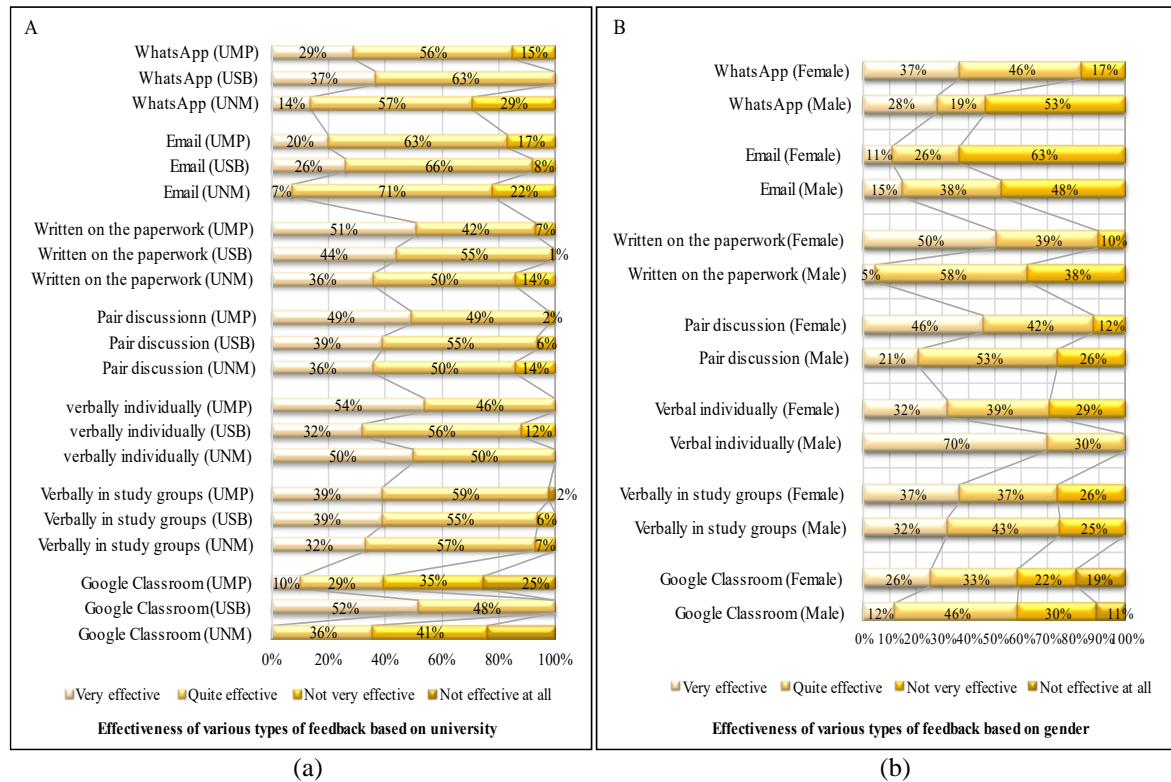 A
WhatsApp (UMP) 29% 56% 15%
WhatsApp (USB) 37% 63%
WhatsApp (UNM) 14% 57% 29%
Email (UMP) 20% 63% 17%
Email (USB) 26% 66% 8%
Email (UNM) 7% 71% 22%
Written on the paperwork (UMP) 51% 42% 7%
Written on the paperwork (USB) 44% 55% 1%
Written on the paperwork (UNM) 36% 50% 14%
Pair discussionn (UMP) 49% 49% 2%
Pair discussion (USB) 39% 55% 6%
Pair discussion (UNM) 36% 50% 14%
verbally individually (UMP) 54% 46%
verbally individually (USB) 32% 56% 12%
verbally individually (UNM) 50% 50%
Verbally in study groups (UMP) 39% 59% 2%
Verbally in study groups (USB) 39% 55% 6%
Verbally in study groups (UNM) 32% 57% 7%
Google Classroom (UMP) 10% 29% 35% 25%
Google Classroom(USB) 52% 48%
Google Classroom (UNM) 36% 41%
0% 20% 40% 60% 80% 100%
Very effective Quite effective Not very effective Not effective at all
Effectiveness of various types of feedback based on university
(a)
B
WhatsApp (Female) 37% 46% 17%
WhatsApp (Male) 28% 19% 53%
Email (Female) 11% 26% 63%
Email (Male) 15% 38% 48%
Written on the paperwork (Female) 50% 39% 10%
Written on the paperwork (Male) 5% 58% 38%
Pair discussion (Female) 46% 42% 12%
Pair discussion (Male) 21% 53% 26%
Verbal individually (Female) 32% 39% 29%
Verbal individually (Male) 70% 30%
Verbally in study groups (Female) 37% 37% 26%
Verbally in study groups (Male) 32% 43% 25%
Google Classroom (Female) 26% 33% 22% 19%
Google Classroom (Male) 12% 46% 30% 11%
0% 10% 20% 30% 40% 50% 60% 70% 80% 90% 100%
Very effective Quite effective Not very effective Not effective at all
Effectiveness of various types of feedback based on gender
(b)